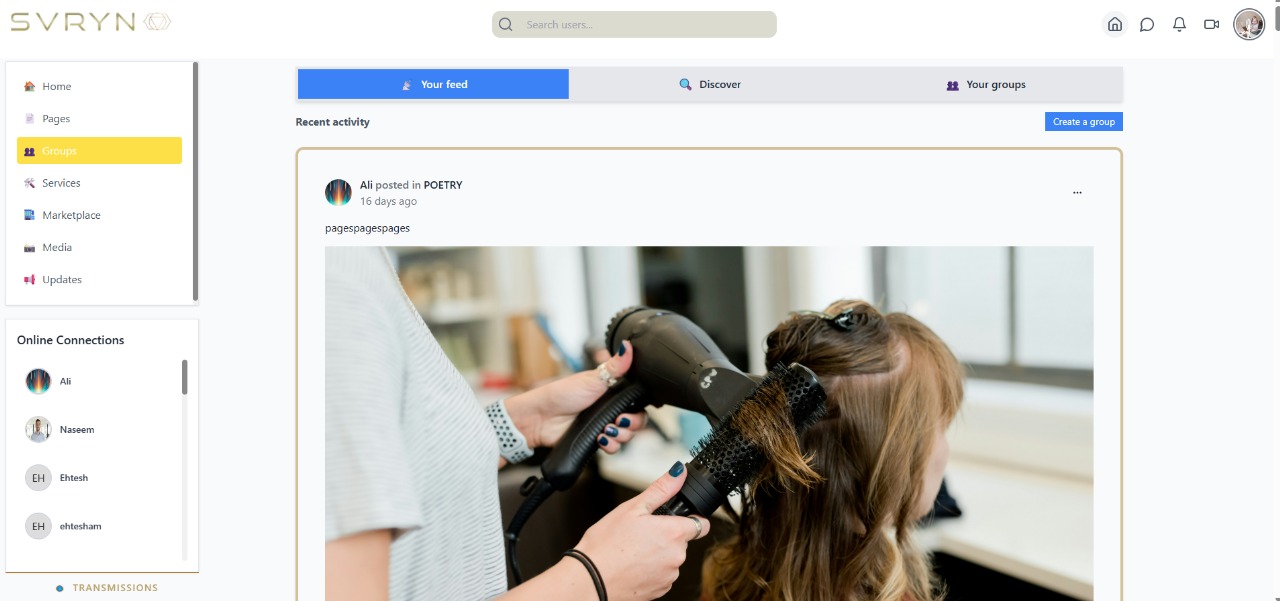 SVRYN
Search users...
Home
Pages
Groups
Services
Marketplace
Media
Updates
Online Connections
Ali
Naseem
EH Ehtesh
EH ehtesham
TRANSMISSIONS
Your feed
Discover
Your groups
Recent activity
Create a group
Ali posted in POETRY
16 days ago
...
pagespagespages